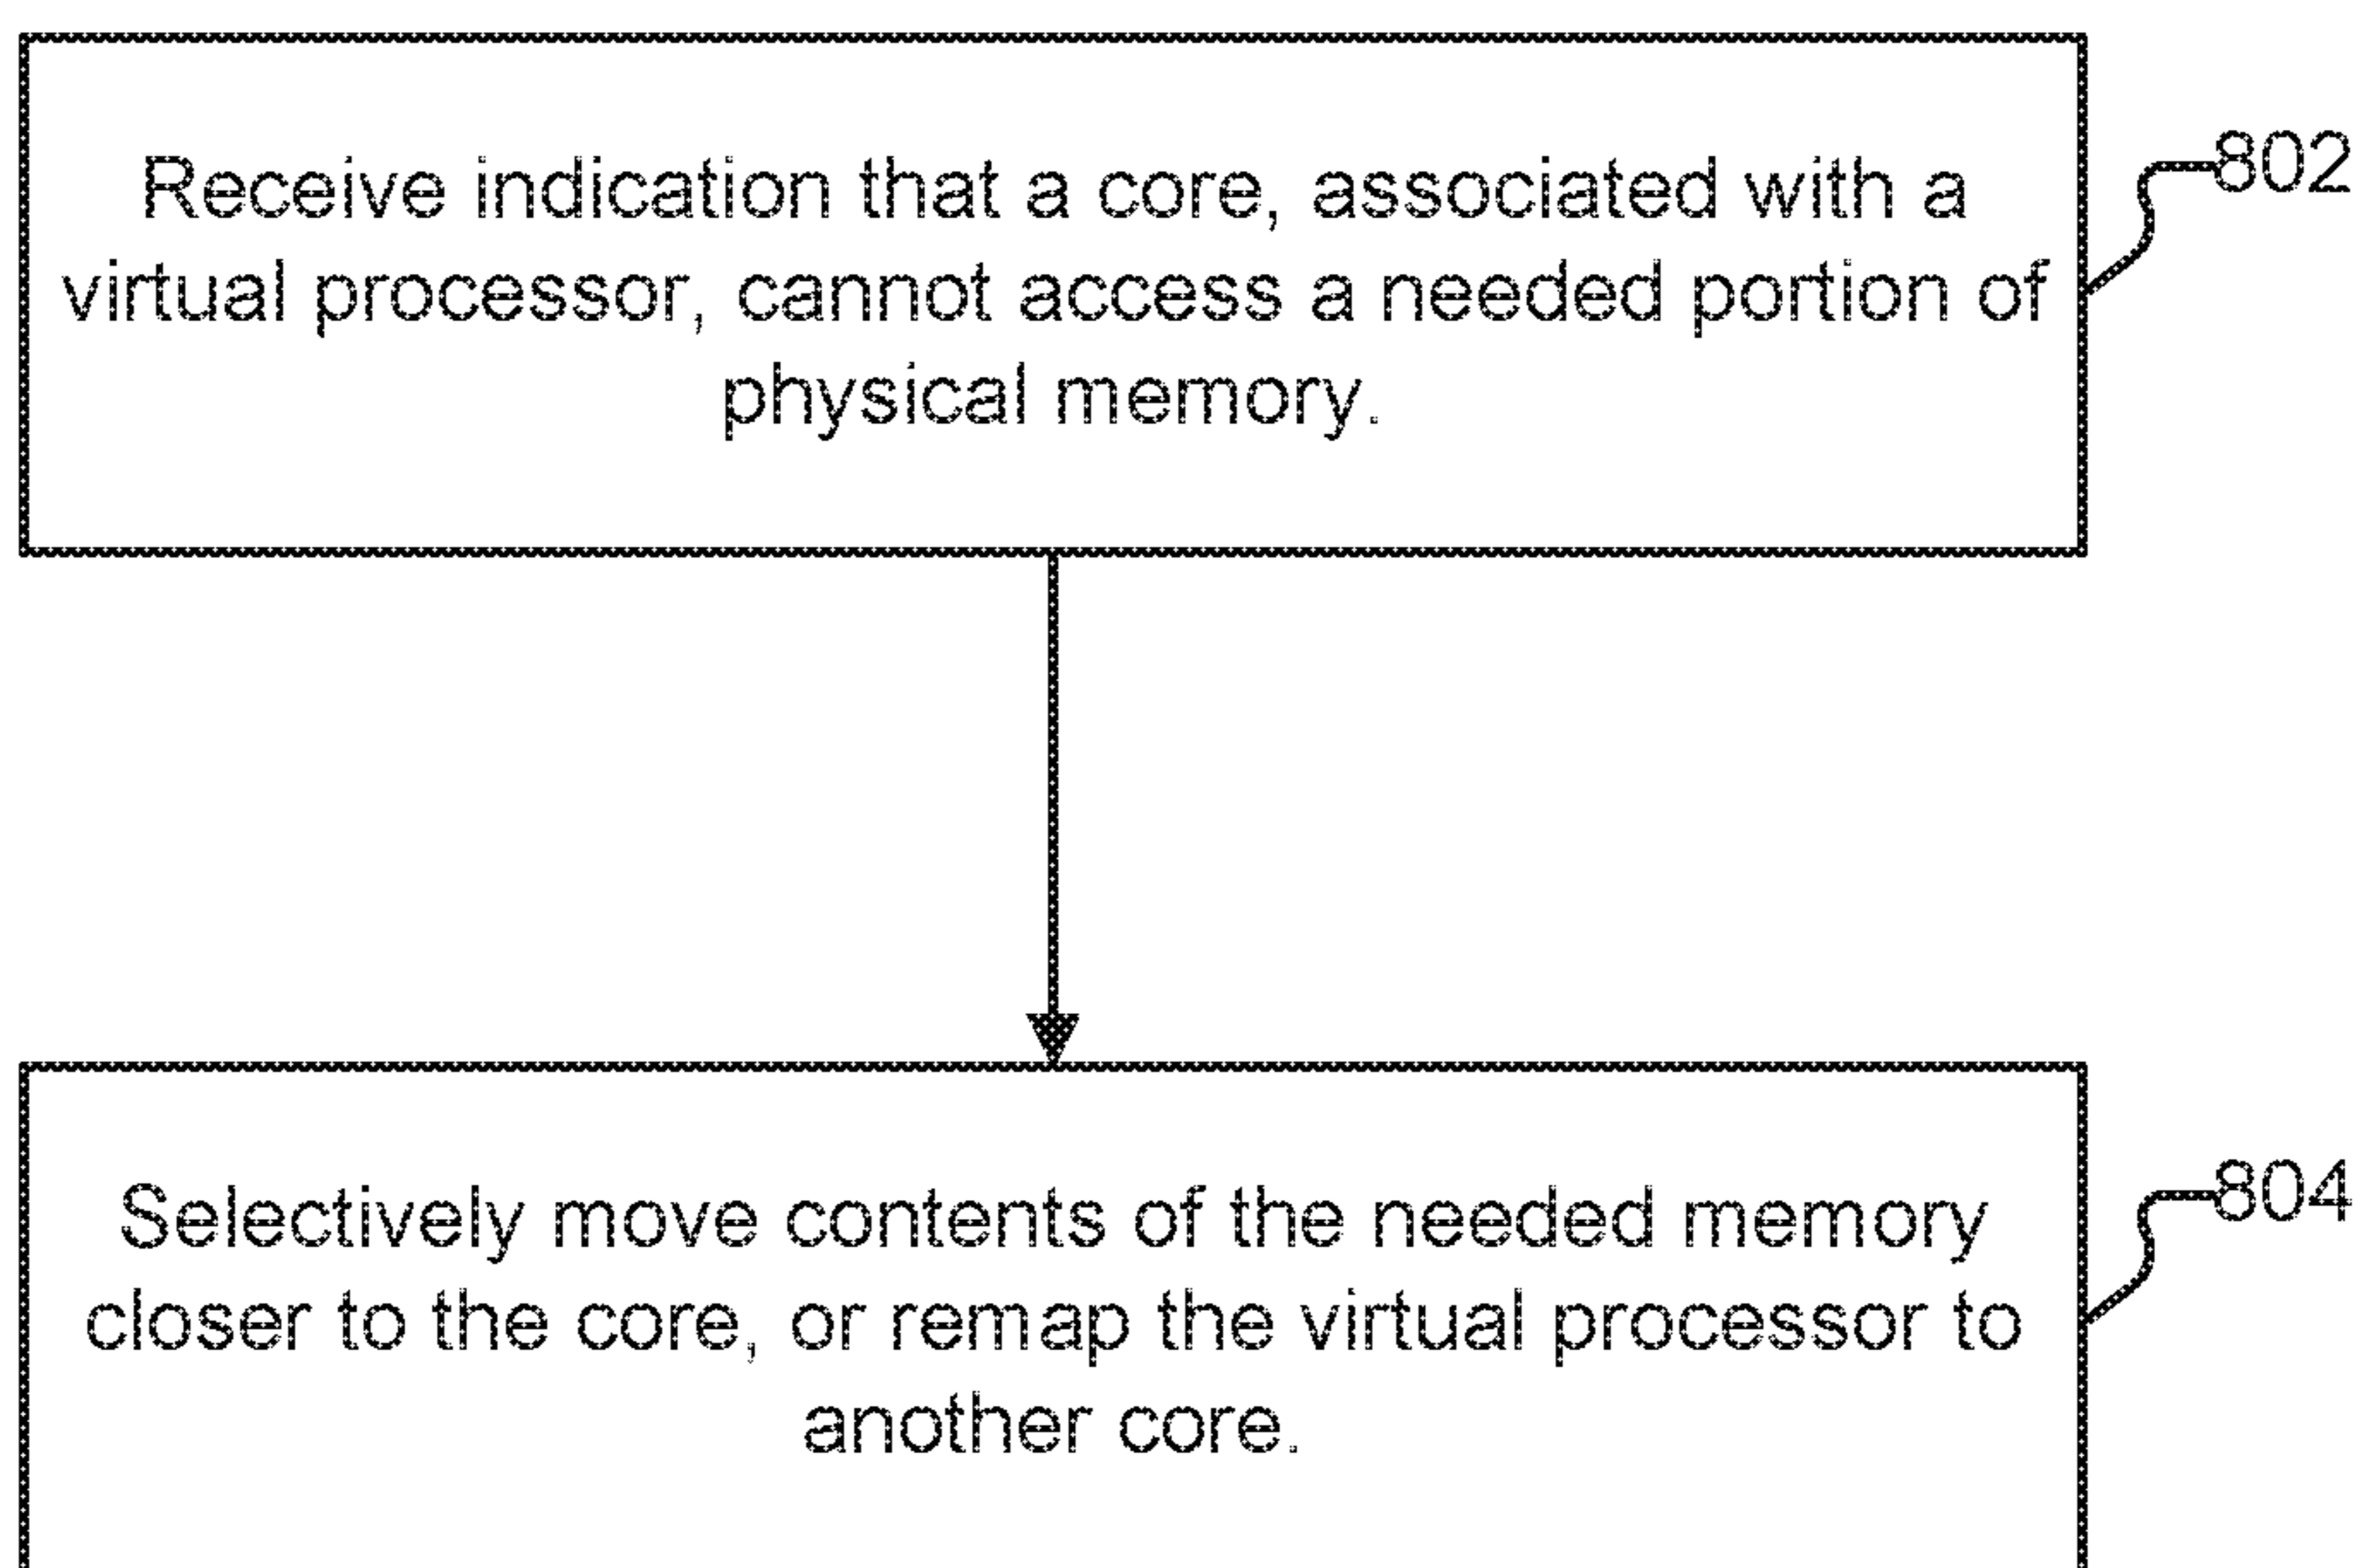 Receive indication that a core, associated with a
virtual processor, cannot access a needed portion of
physical memory.
802
Selectively move contents of the needed memory
closer to the core, or remap the virtual processor to
another core.
804